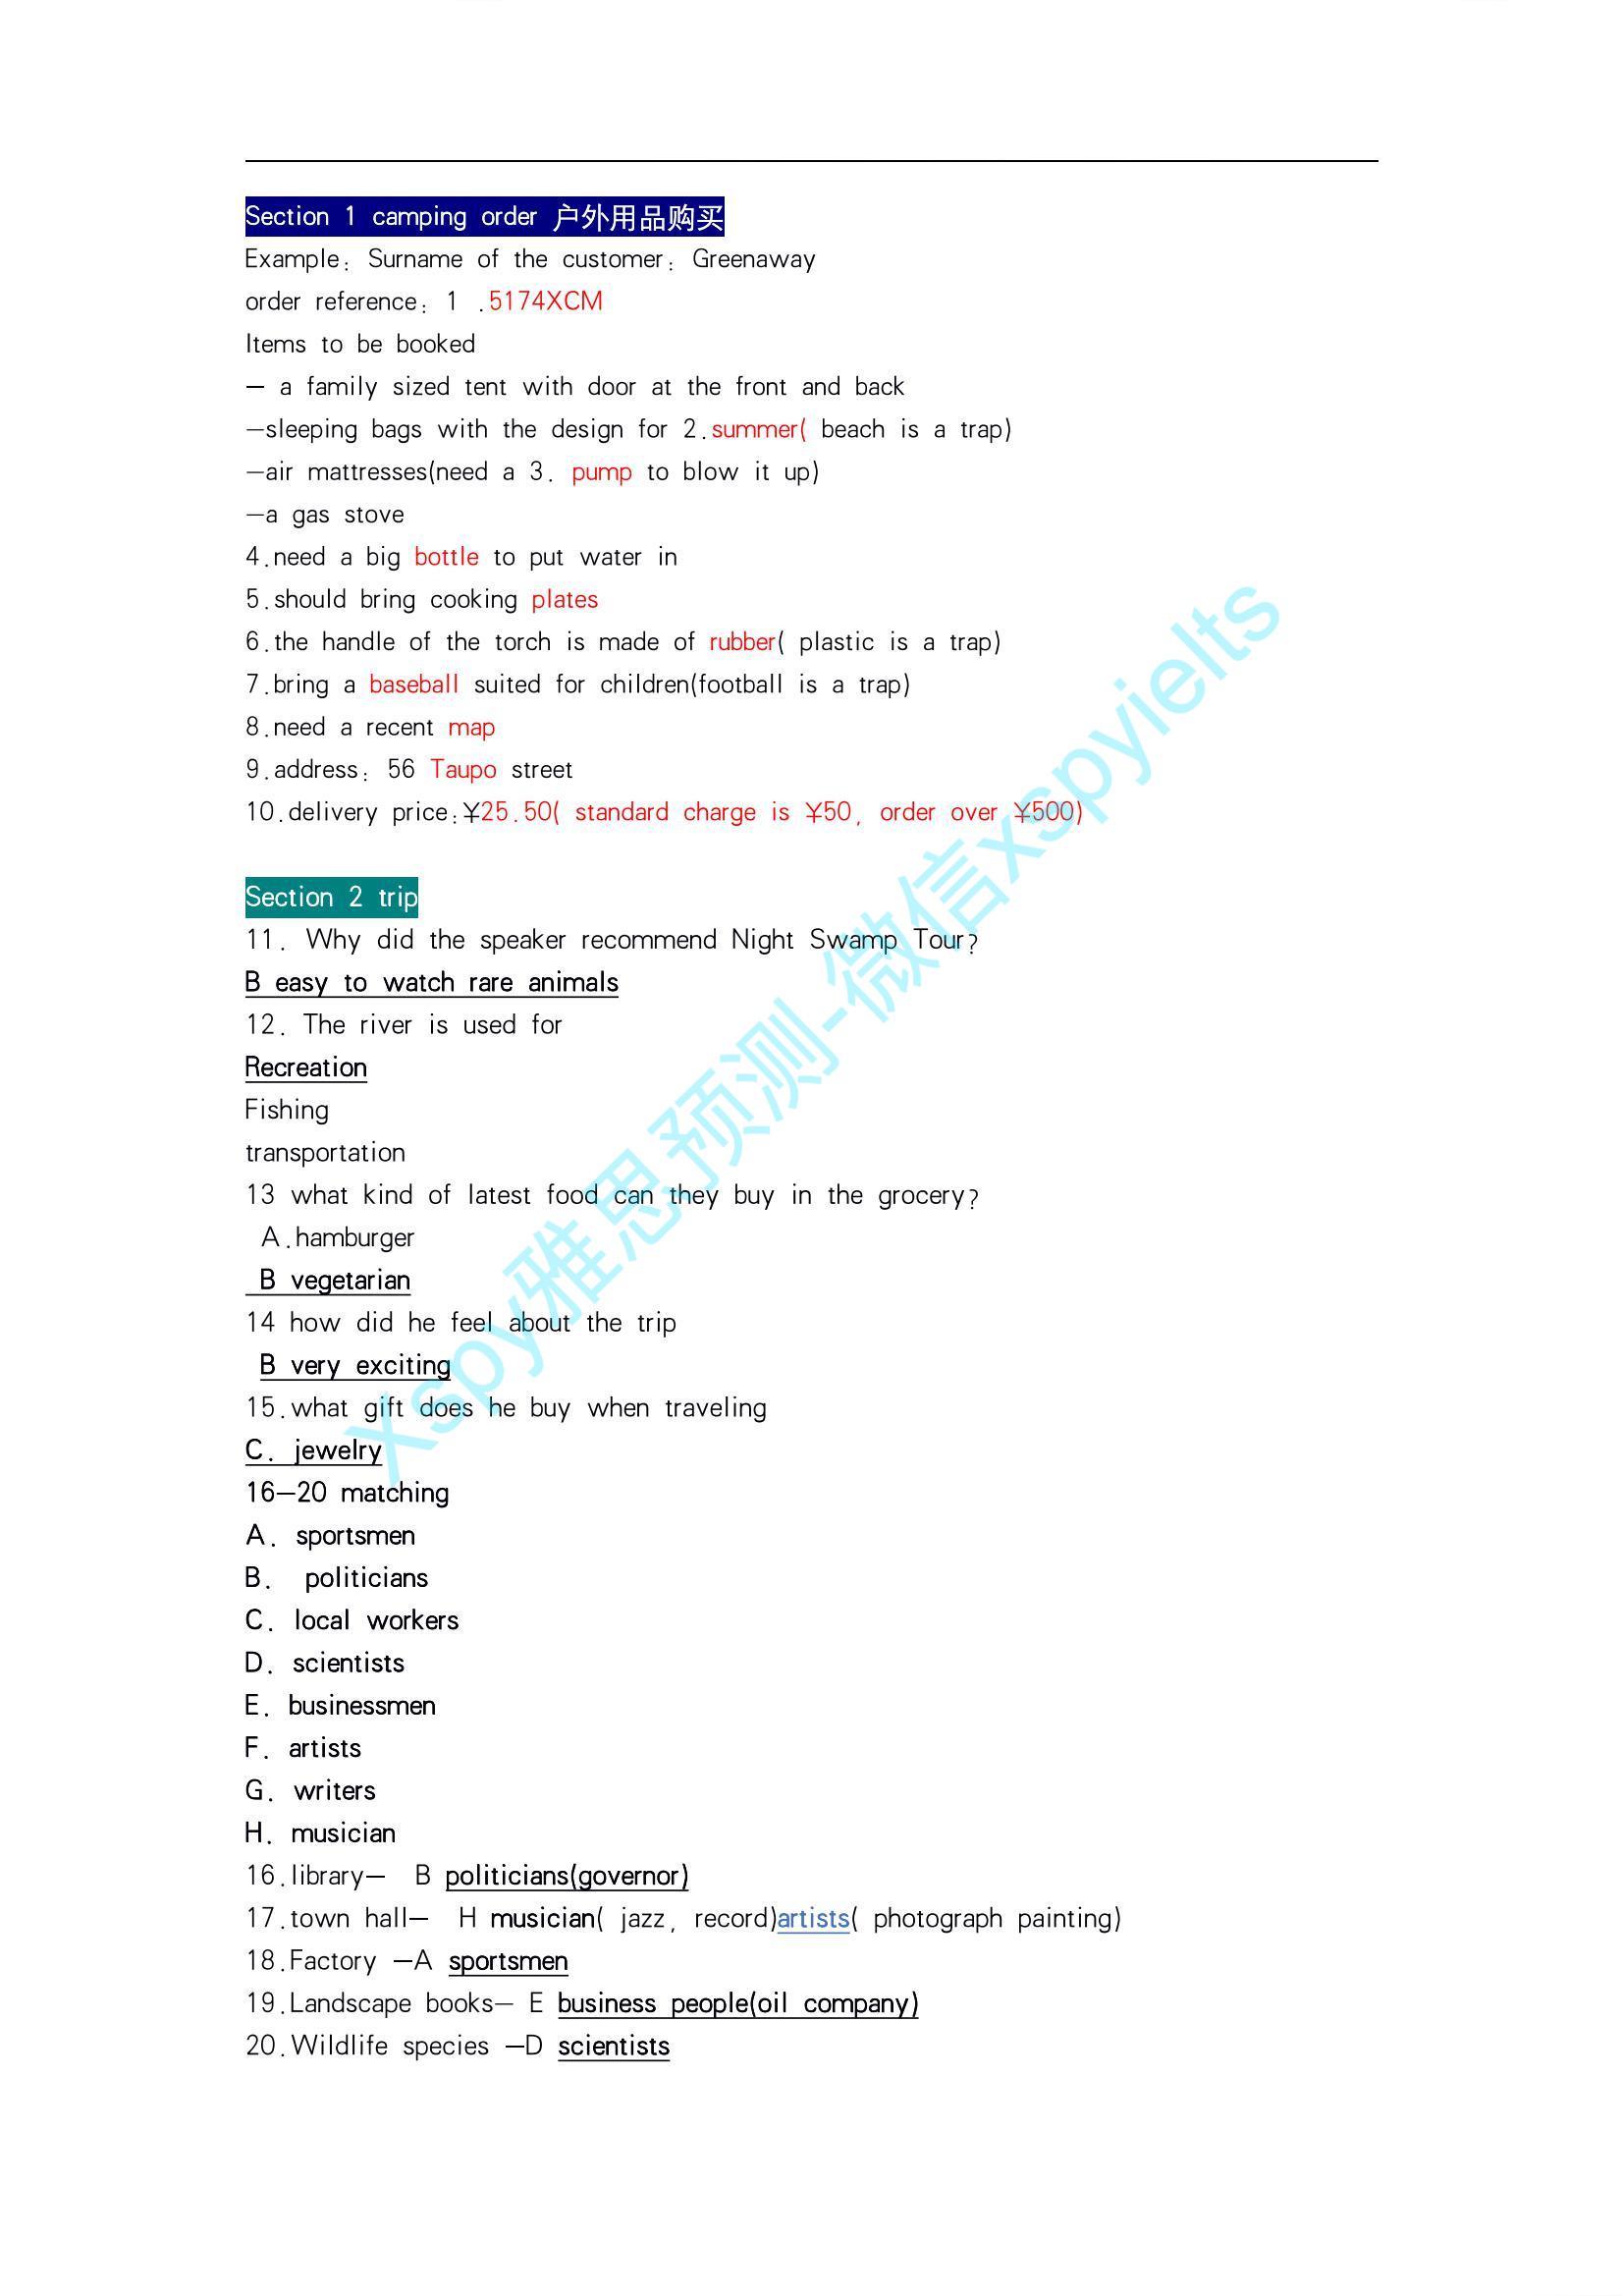 Section 1 camping order 户外用品购买
Example: Surname of the customer: Greenaway
order reference: 1 .5174XCM
Items to be booked
— a family sized tent with door at the front and back
—sleeping bags with the design for 2.summer( beach is a trap)
—air mattresses(need a 3. pump to blow it up)
—a gas stove
4.need a big bottle to put water in
5.should bring cooking plates
6.the handle of the torch is made of rubber( plastic is a trap)
7.bring a baseball suited for children(football is a trap)
8.need a recent map
9.address: 56 Taupo street
10.delivery price:¥25.50( standard charge is ¥50, order over ¥500)
Section 2 trip
11. Why did the speaker recommend Night Swamp Tour?
B easy to watch rare animals
12. The river is used for
Recreation
Fishing
transportation
13 what kind of latest food can they buy in the grocery?
A.hamburger
B vegetarian
14 how did he feel about the trip
B very exciting
15.what gift does he buy when traveling
C. jewelry
16—20 matching
A. sportsmen
B. politicians
C. local workers
D. scientists
E. businessmen
F. artists
G. writers
H. musician
16.library— B politicians(governor)
17.town hall— H musician( jazz, record)artists( photograph painting)
18.Factory —A sportsmen
19.Landscape books— E business people(oil company)
20.Wildlife species —D scientists
Xspy雅思预测-微信xspyielts